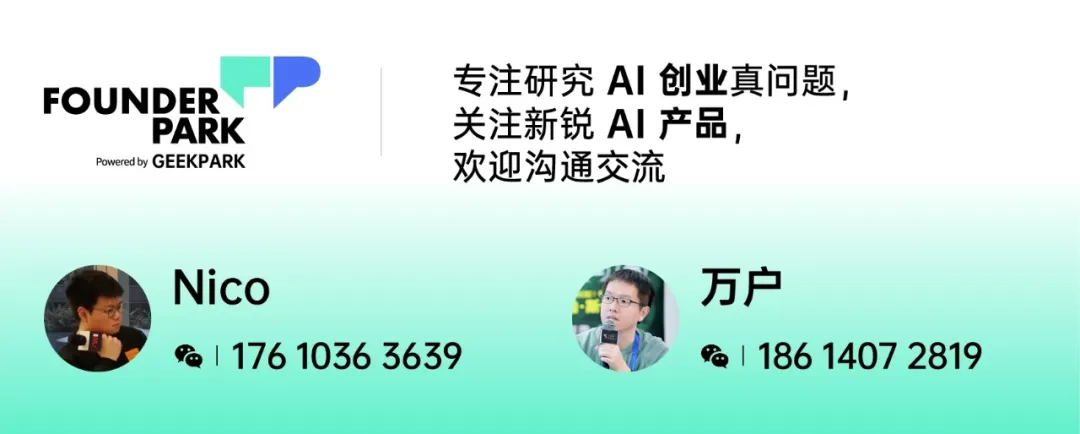 FOUNDER
PARK
Powered by GEEKPARK
专注研究 AI 创业真问题，
关注新锐 AI 产品，
欢迎沟通交流
Nico
176 1036 3639
万户
186 1407 2819